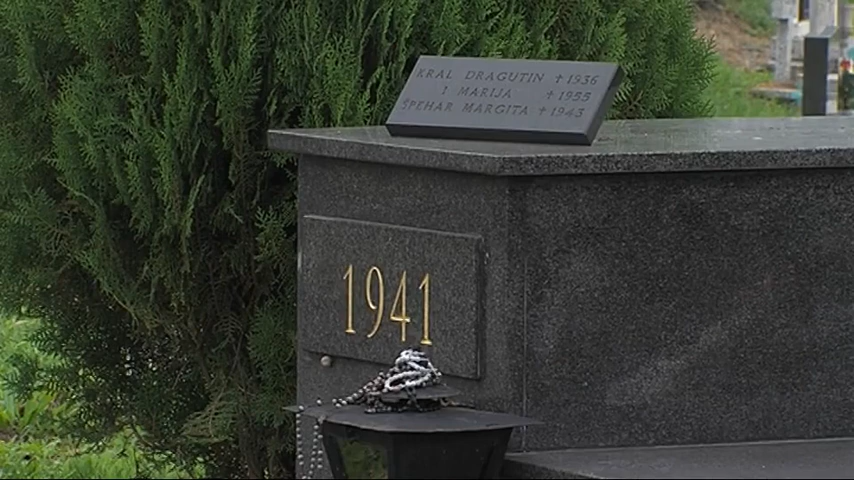 KRAL DRAGUTIN †1936
I MARIJA †1955
ŠPEHAR MARGITA †1943
1941